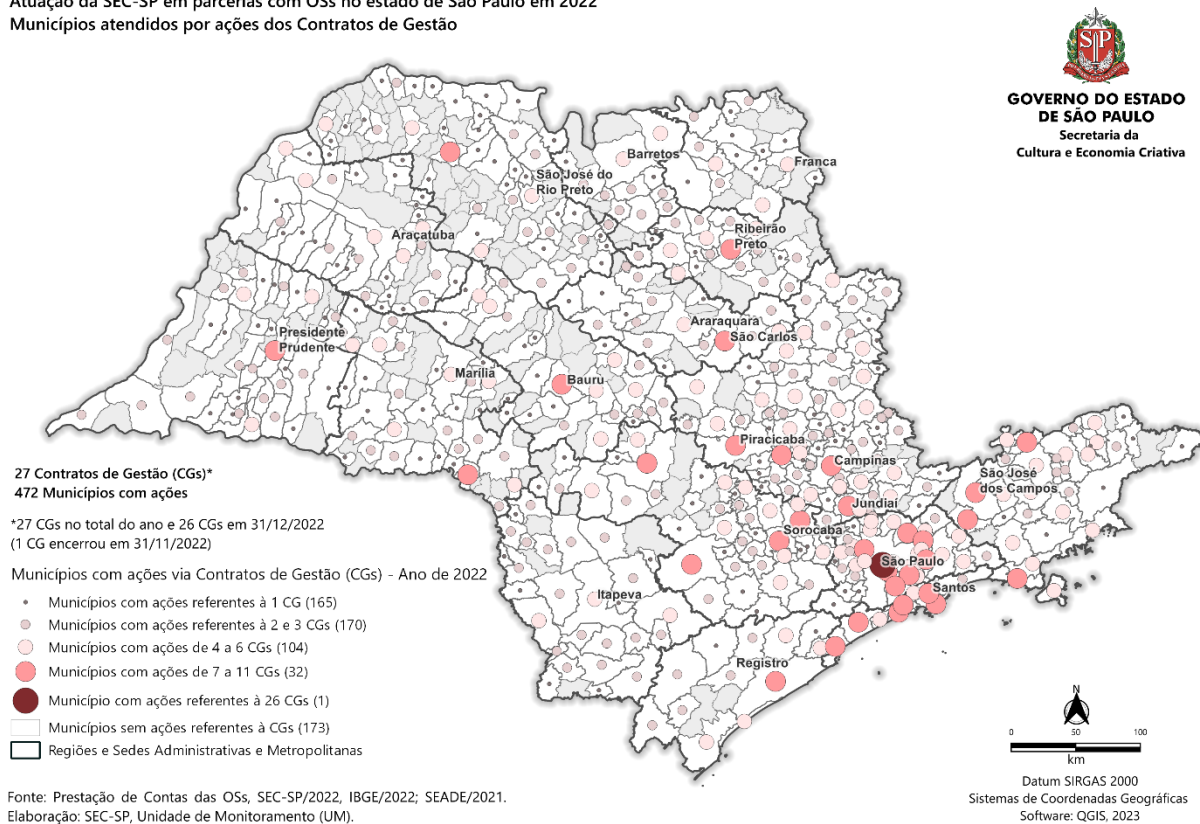 Atuação da SEC-SP em parcerias com OSs no estado de São Paulo em 2022
Municípios atendidos por ações dos Contratos de Gestão
SP
GOVERNO DO ESTADO
DE SÃO PAULO
Secretaria da
Cultura e Economia Criativa
Barretos
Franca
São José do
Rio Preto
Ribeirão
Preto
Araçatuba
Araraquara
São Carlos
Presidente
Prudente
Marília
Bauru
Piracicaba
Campinas
São José
dos Campos
Jundiaí
Sorocaba
São Paulo
Santos
Itapeva
Registro
27 Contratos de Gestão (CGs)*
472 Municípios com ações
*27 CGs no total do ano e 26 CGs em 31/12/2022
(1 CG encerrou em 31/11/2022)
Municípios com ações via Contratos de Gestão (CGs) - Ano de 2022
Municípios com ações referentes à 1 CG (165)
Municípios com ações referentes à 2 e 3 CGs (170)
Municípios com ações de 4 a 6 CGs (104)
Municípios com ações de 7 a 11 CGs (32)
Município com ações referentes à 26 CGs (1)
Municípios sem ações referentes à CGs (173)
Regiões e Sedes Administrativas e Metropolitanas
N
0 50 100
km
Datum SIRGAS 2000
Sistemas de Coordenadas Geográficas
Software: QGIS, 2023
Fonte: Prestação de Contas das OSs, SEC-SP/2022, IBGE/2022; SEADE/2021.
Elaboração: SEC-SP, Unidade de Monitoramento (UM).